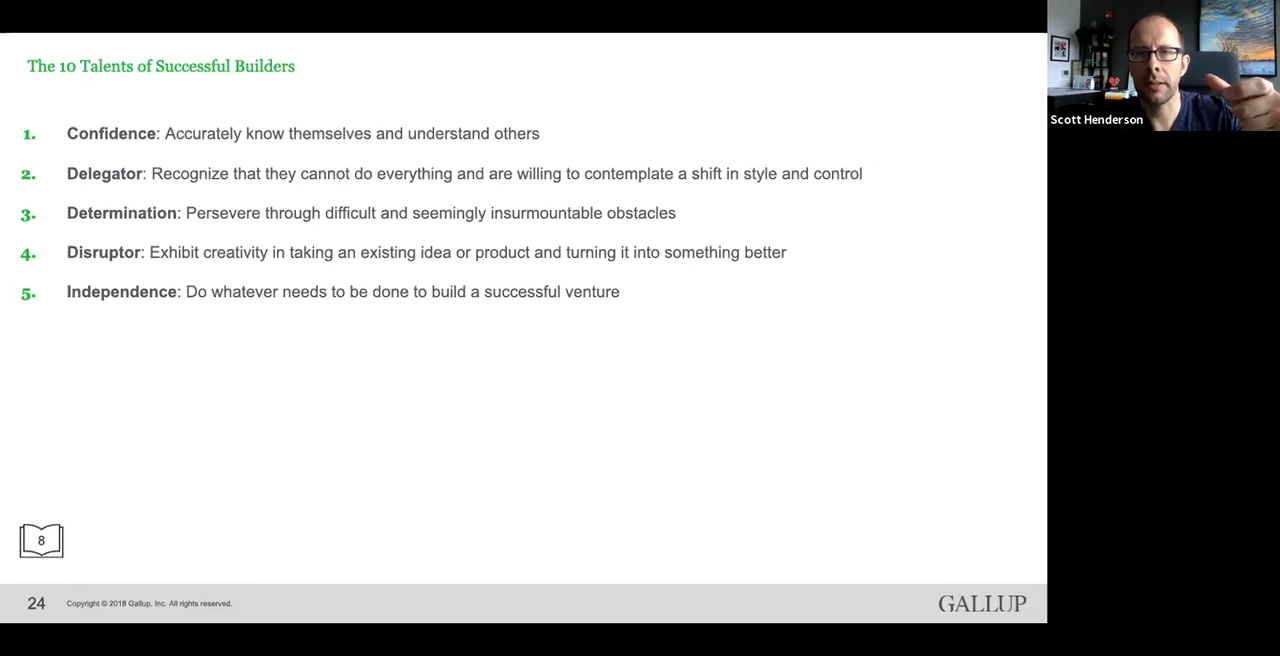 The 10 Talents of Successful Builders
1. Confidence: Accurately know themselves and understand others
2. Delegator: Recognize that they cannot do everything and are willing to contemplate a shift in style and control
3. Determination: Persevere through difficult and seemingly insurmountable obstacles
4. Disruptor: Exhibit creativity in taking an existing idea or product and turning it into something better
5. Independence: Do whatever needs to be done to build a successful venture
8
24 Copyright © 2018 Gallup, Inc. All rights reserved.
GALLUP
Scott Henderson